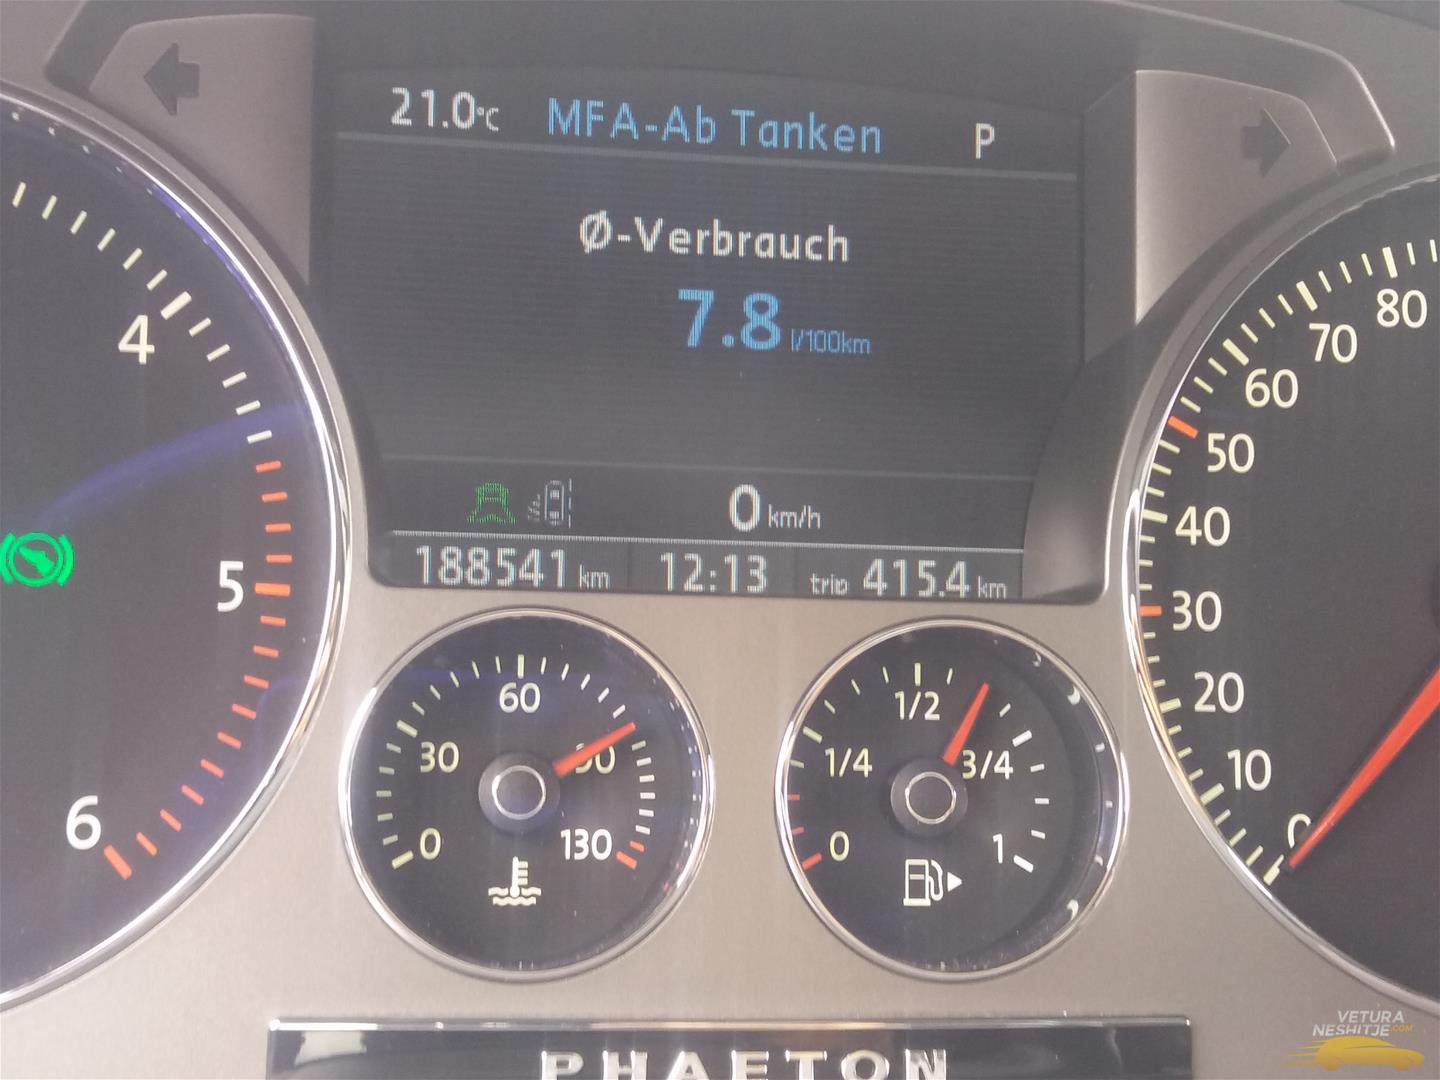 21.0°C MFA-Ab Tanken P
Ø-Verbrauch
7.8 l/100km
0 km/h
188541 km 12:13 trip 415.4 km
4
5
6
0
30
60
90
130
0
1/4
1/2
3/4
1
0
10
20
30
40
50
60
70
80
PHAETON
VETURA
NESHITJE.COM